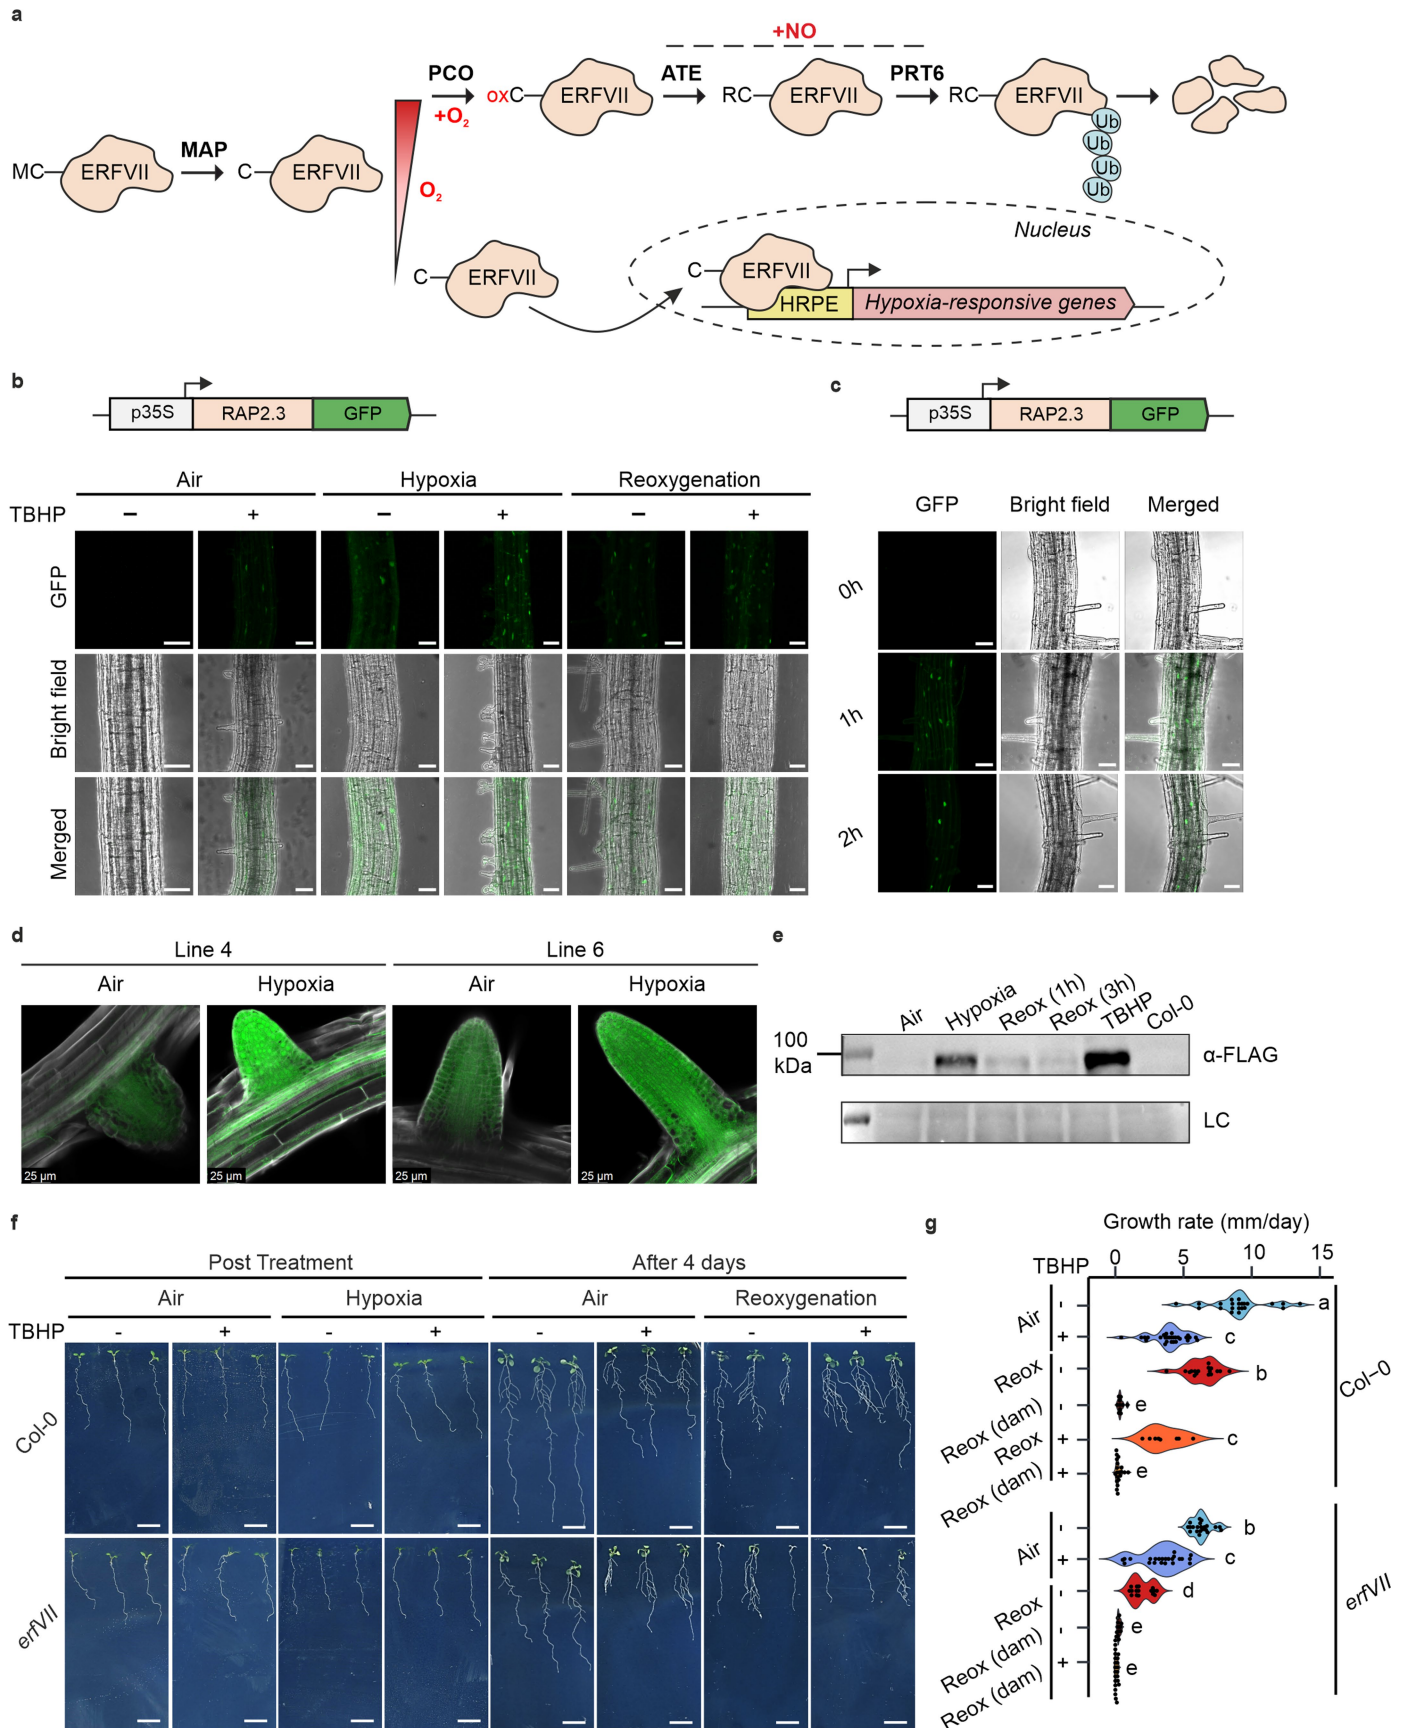 a
+NO
PCO
ATE
PRT6
oxC
ERFVII
RC
ERFVII
RC
ERFVII
+O2
Ub
Ub
Ub
Ub
MAP
MC
ERFVII
C
ERFVII
O2
Nucleus
C
ERFVII
C
ERFVII
HRPE
Hypoxia-responsive genes
b
p35S
RAP2.3
GFP
Air
Hypoxia
Reoxygenation
TBHP
−
+
−
+
−
+
GFP
Bright field
Merged
c
p35S
RAP2.3
GFP
GFP
Bright field
Merged
0h
1h
2h
d
Line 4
Line 6
Air
Hypoxia
Air
Hypoxia
25 µm
25 µm
25 µm
25 µm
e
Air
Hypoxia
Reox (1h)
Reox (3h)
TBHP
Col-0
100
kDa
α-FLAG
LC
f
Post Treatment
After 4 days
Air
Hypoxia
Air
Reoxygenation
TBHP
-
+
-
+
-
+
-
+
Col-0
erfVII
g
Growth rate (mm/day)
TBHP
0
5
10
15
Air
-
a
+
c
Reox
-
b
Reox (dam)
-
e
Reox
+
c
Reox (dam)
+
e
Col−0
Air
-
b
+
c
Reox
-
d
Reox (dam)
-
e
Reox (dam)
+
e
erfVII